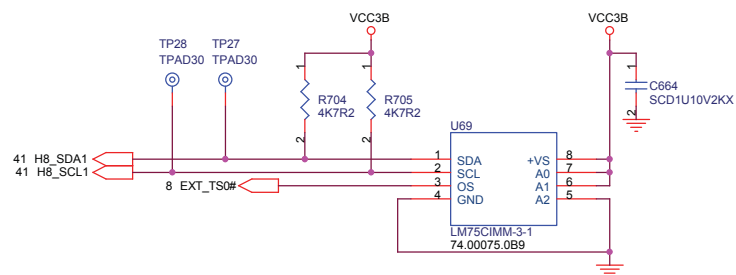 VCC3B
VCC3B
TP28
TPAD30
TP27
TPAD30
1
1
R704
4K7R2
R705
4K7R2
2
2
1
C664
SCD1U10V2KX
2
U69
41 H8_SDA1
1 SDA
+VS 8
41 H8_SCL1
2 SCL
A0 7
8 EXT_TS0#
3 OS
A1 6
4 GND
A2 5
LM75CIMM-3-1
74.00075.0B9